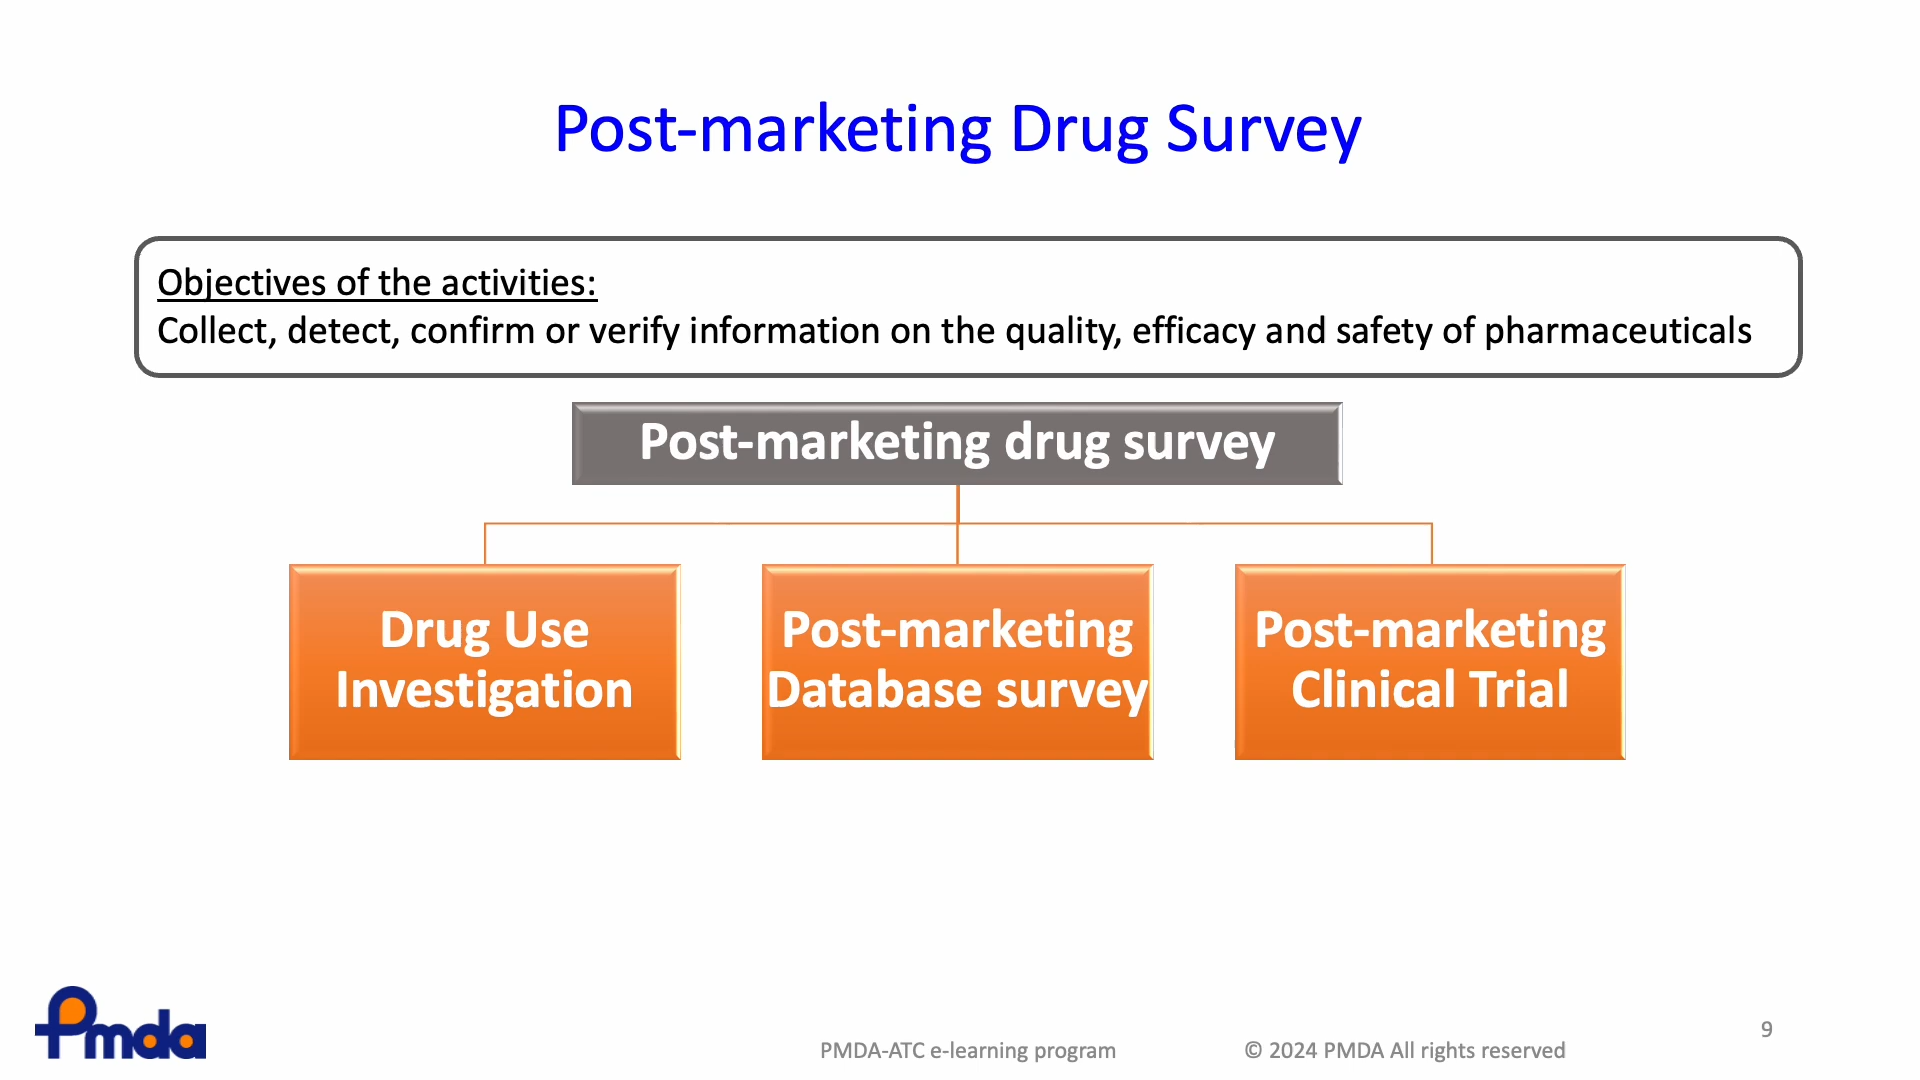 Post-marketing Drug Survey
Objectives of the activities:
Collect, detect, confirm or verify information on the quality, efficacy and safety of pharmaceuticals
Post-marketing drug survey
Drug Use
Investigation
Post-marketing
Database survey
Post-marketing
Clinical Trial
Pmda
PMDA-ATC e-learning program
© 2024 PMDA All rights reserved
9